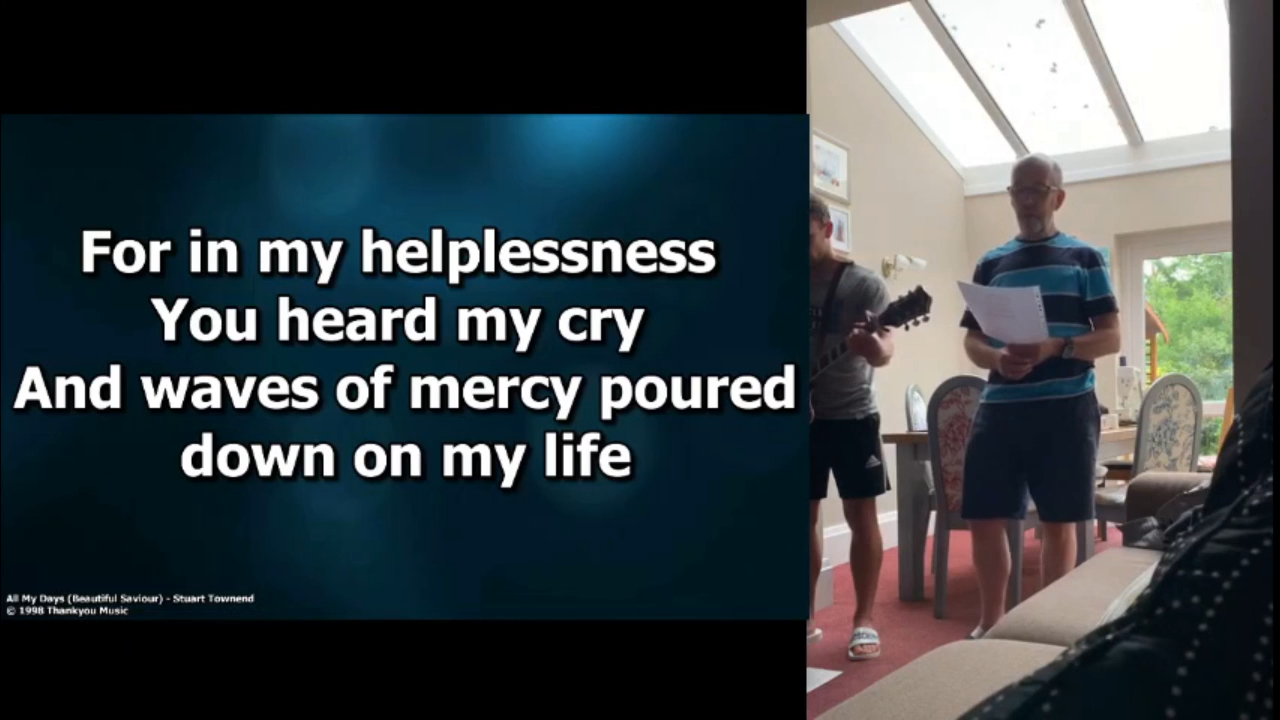 For in my helplessness
You heard my cry
And waves of mercy poured
down on my life
All My Days (Beautiful Saviour) - Stuart Townend
© 1998 Thankyou Music